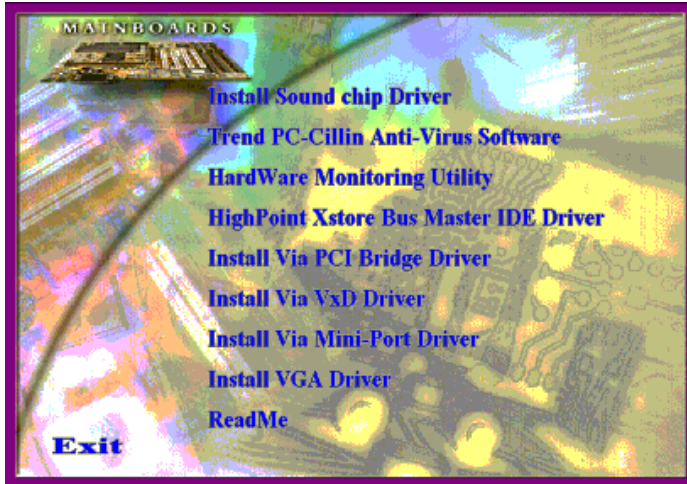 MAINBOARDS
Install Sound chip Driver
Trend PC-Cillin Anti-Virus Software
HardWare Monitoring Utility
HighPoint Xstore Bus Master IDE Driver
Install Via PCI Bridge Driver
Install Via VxD Driver
Install Via Mini-Port Driver
Install VGA Driver
ReadMe
Exit